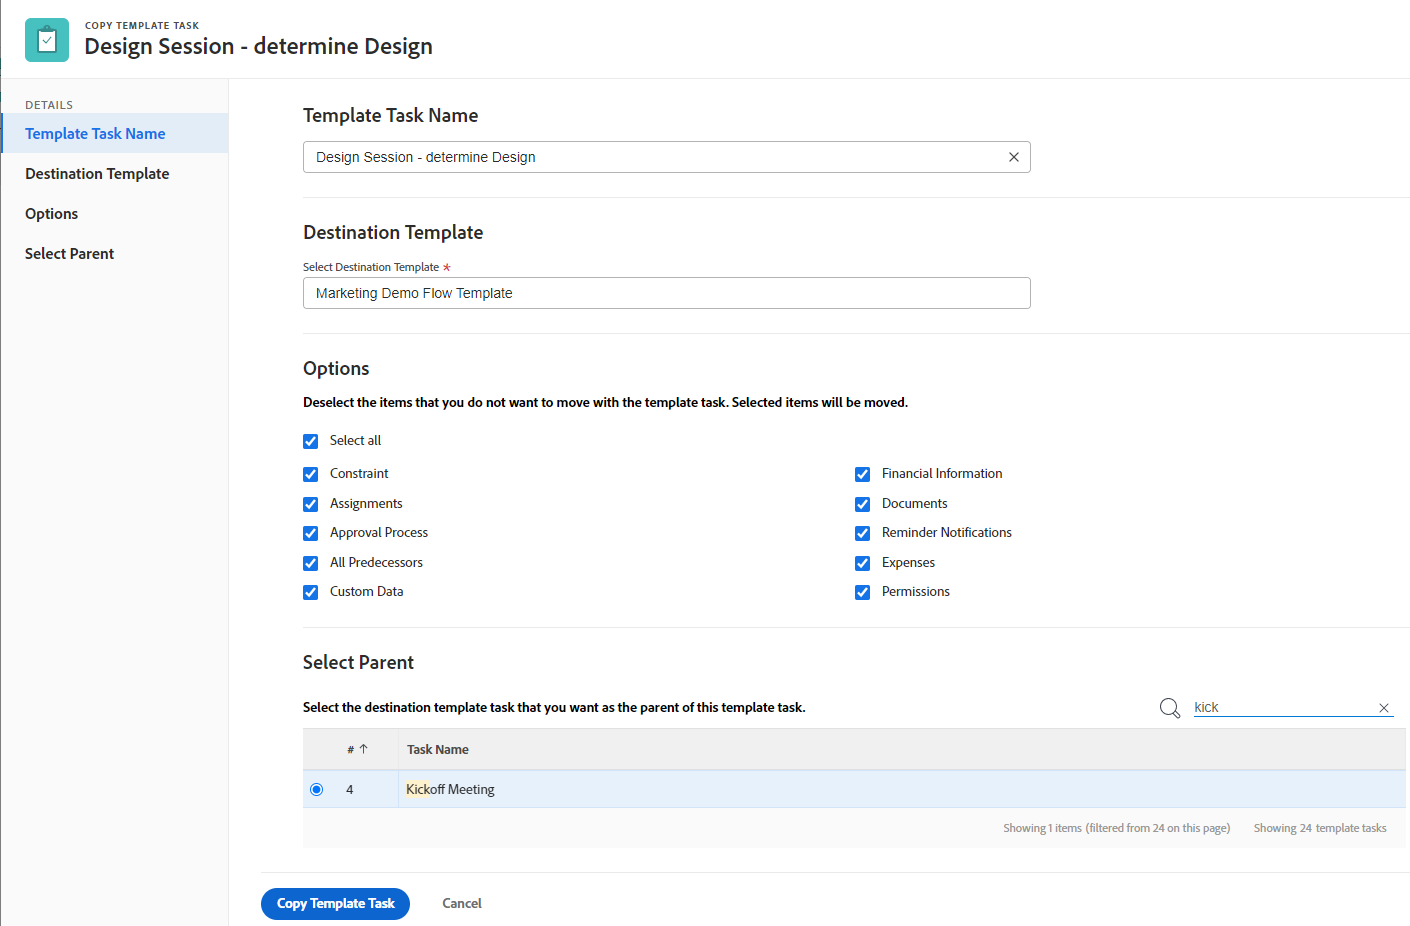 COPY TEMPLATE TASK
Design Session - determine Design
DETAILS
Template Task Name
Destination Template
Options
Select Parent
Template Task Name
Design Session - determine Design
Destination Template
Select Destination Template *
Marketing Demo Flow Template
Options
Deselect the items that you do not want to move with the template task. Selected items will be moved.
Select all
Constraint
Assignments
Approval Process
All Predecessors
Custom Data
Financial Information
Documents
Reminder Notifications
Expenses
Permissions
Select Parent
Select the destination template task that you want as the parent of this template task.
kick
# ↑ Task Name
4 Kickoff Meeting
Showing 1 items (filtered from 24 on this page) Showing 24 template tasks
Copy Template Task Cancel